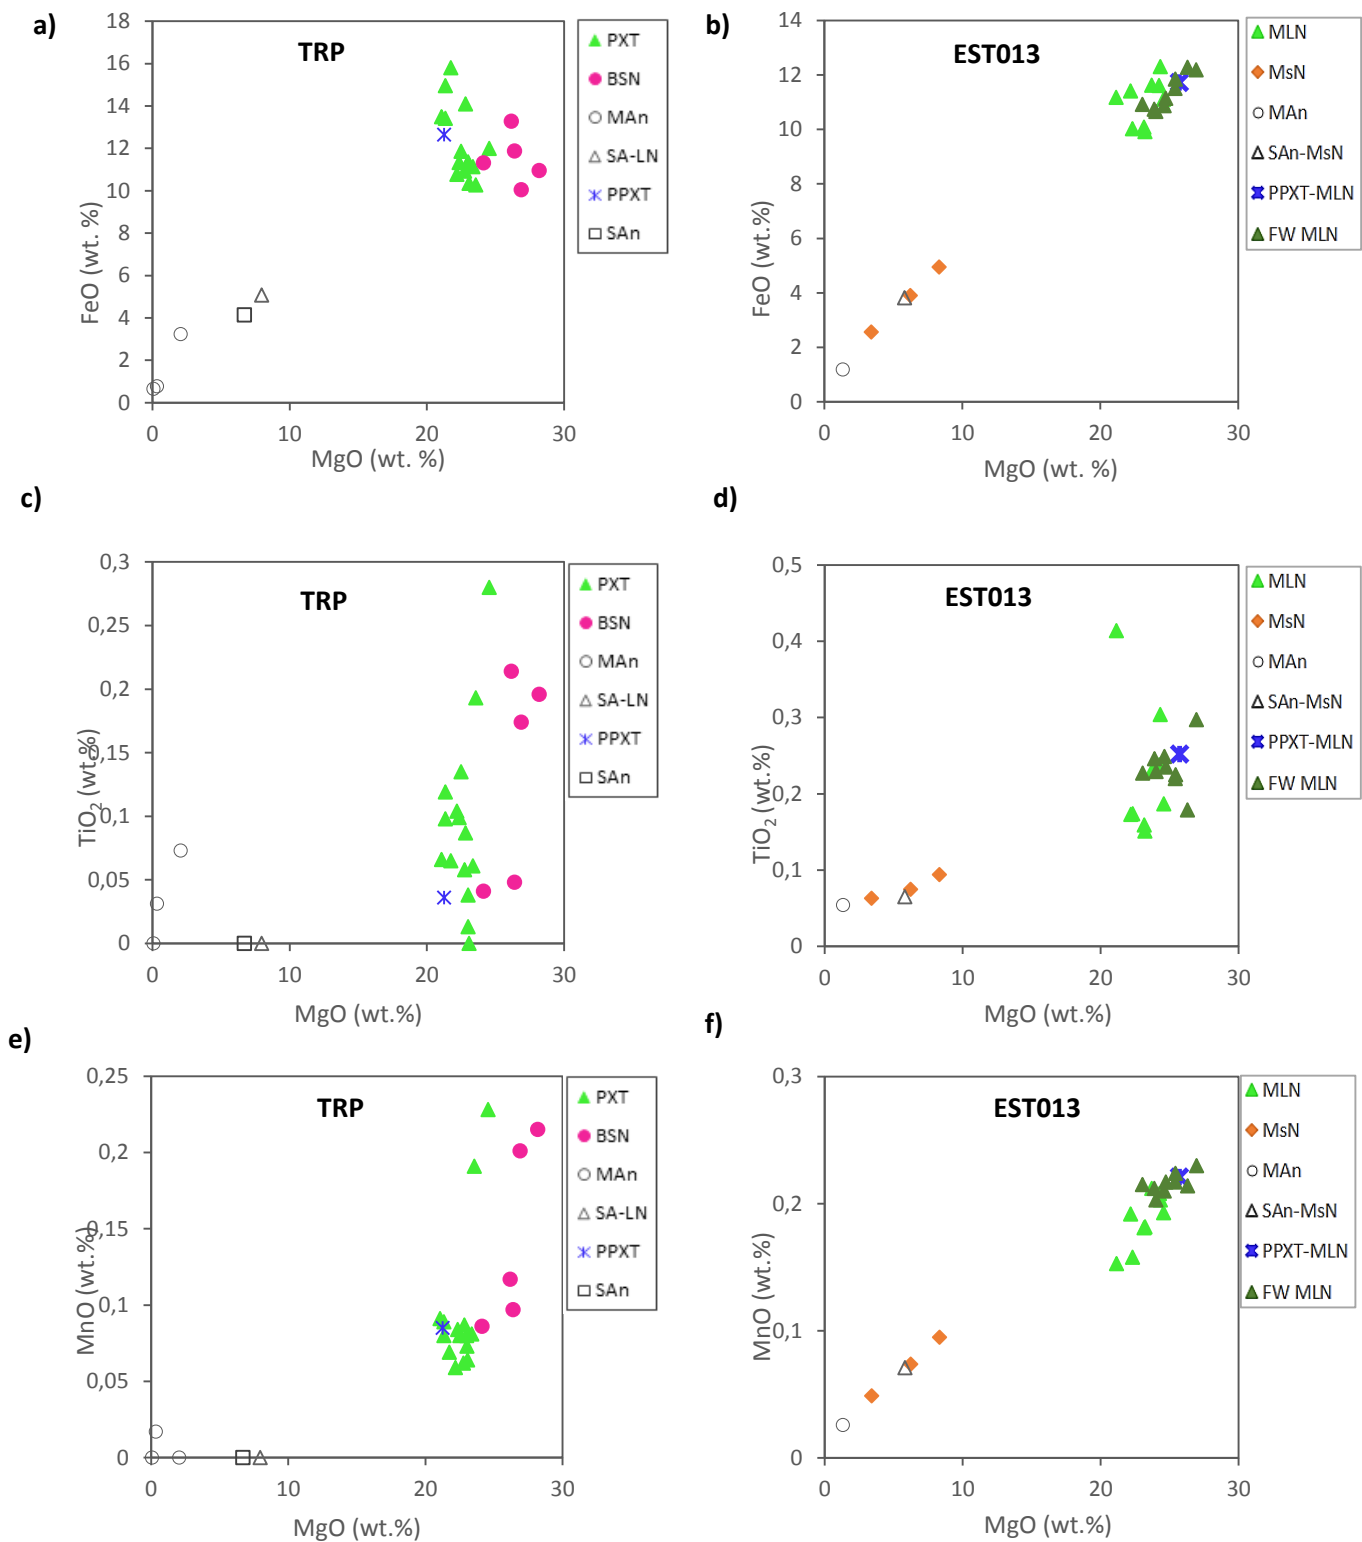 a)
TRP
18
16
14
12
10
8
6
4
2
0
FeO (wt. %)
0 10 20 30
MgO (wt. %)
PXT
BSN
MAn
SA-LN
PPXT
SAn
b)
EST013
14
12
10
8
6
4
2
0
FeO (wt. %)
0 10 20 30
MgO (wt. %)
MLN
MsN
MAn
SAn-MsN
PPXT-MLN
FW MLN
c)
TRP
0,3
0,25
0,2
0,15
0,1
0,05
0
TiO2 (wt.%)
0 10 20 30
MgO (wt.%)
PXT
BSN
MAn
SA-LN
PPXT
SAn
d)
EST013
0,5
0,4
0,3
0,2
0,1
0
TiO2 (wt.%)
0 10 20 30
MgO (wt.%)
MLN
MsN
MAn
SAn-MsN
PPXT-MLN
FW MLN
e)
TRP
0,25
0,2
0,15
0,1
0,05
0
MnO (wt.%)
0 10 20 30
MgO (wt.%)
PXT
BSN
MAn
SA-LN
PPXT
SAn
f)
EST013
0,3
0,2
0,1
0
MnO (wt.%)
0 10 20 30
MgO (wt.%)
MLN
MsN
MAn
SAn-MsN
PPXT-MLN
FW MLN